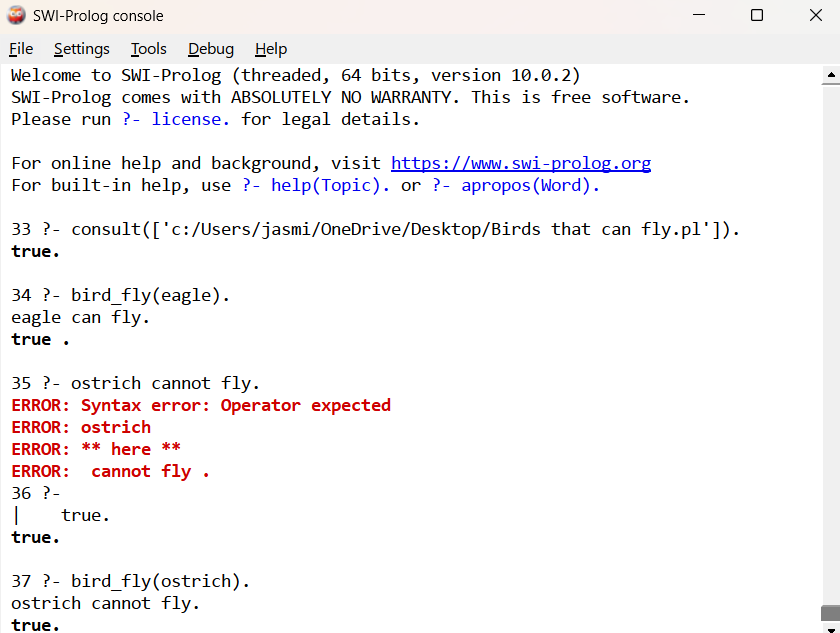 SWI-Prolog console
File Settings Tools Debug Help
Welcome to SWI-Prolog (threaded, 64 bits, version 10.0.2)
SWI-Prolog comes with ABSOLUTELY NO WARRANTY. This is free software.
Please run ?- license. for legal details.

For online help and background, visit https://www.swi-prolog.org
For built-in help, use ?- help(Topic). or ?- apropos(Word).

33 ?- consult(['c:/Users/jasmi/OneDrive/Desktop/Birds that can fly.pl']).
true.

34 ?- bird_fly(eagle).
eagle can fly.
true .

35 ?- ostrich cannot fly.
ERROR: Syntax error: Operator expected
ERROR: ostrich
ERROR: ** here **
ERROR:  cannot fly .
36 ?-
|    true.
true.

37 ?- bird_fly(ostrich).
ostrich cannot fly.
true.